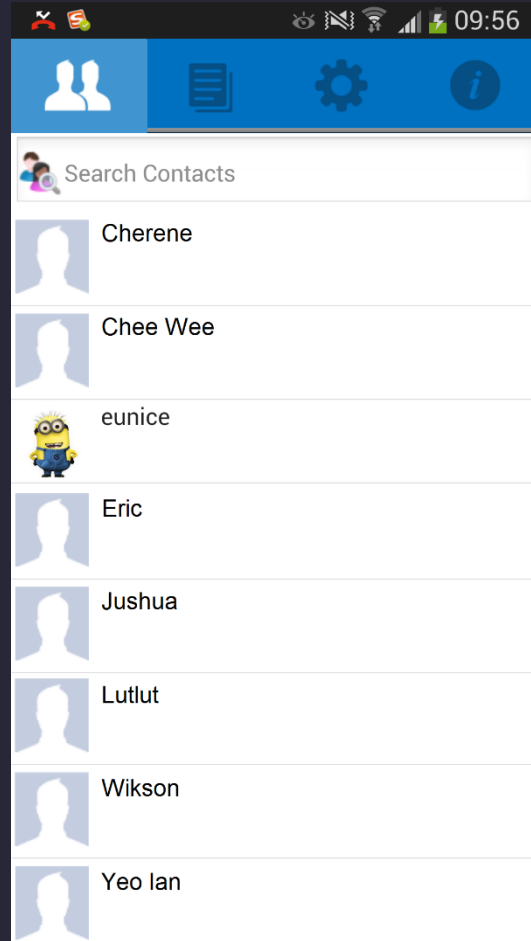 09:56
Search Contacts
Cherene
Chee Wee
eunice
Eric
Jushua
Lutlut
Wikson
Yeo Ian